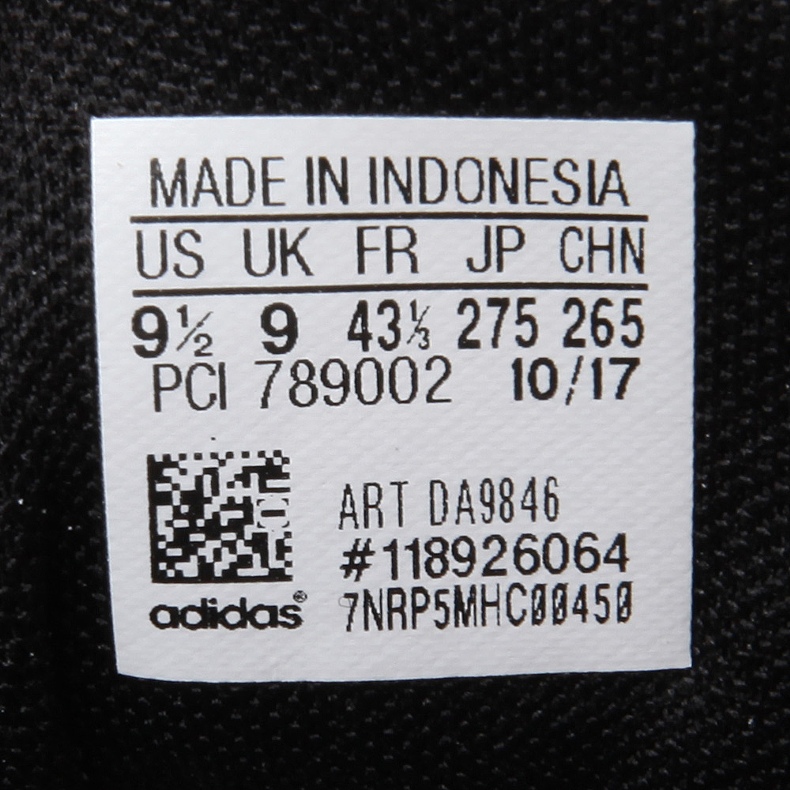 MADE IN INDONESIA
US UK FR JP CHN
9½ 9 43⅓ 275 265
PCI 789002 10/17
ART DA9846
#118926064
adidas® 7NRP5MHC00450